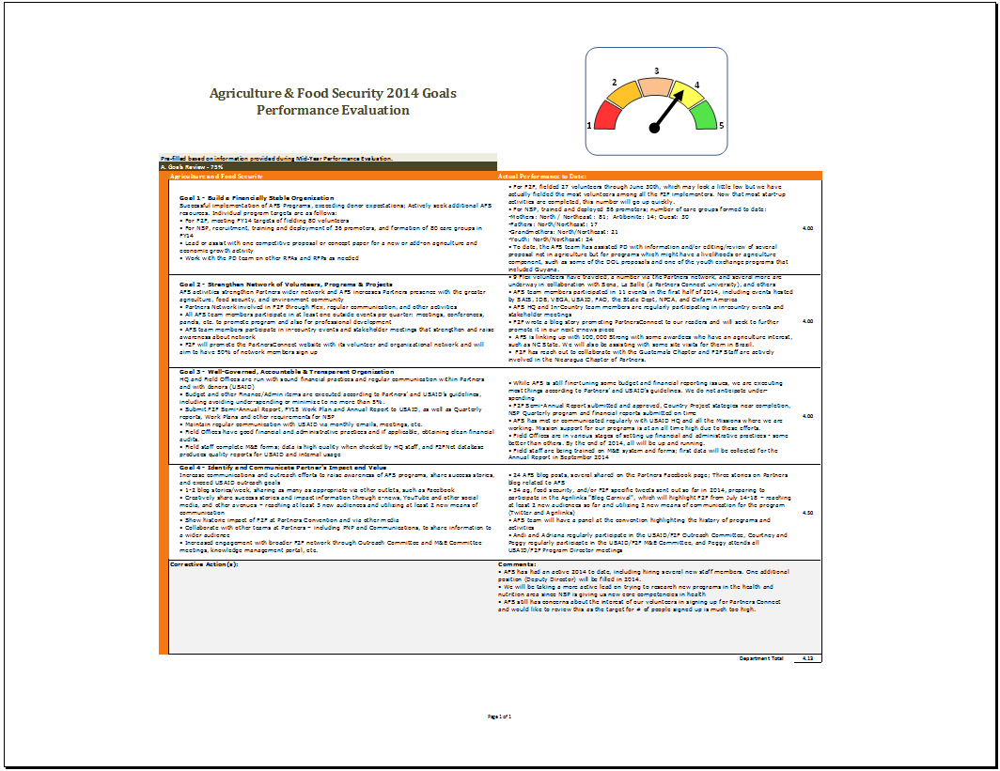 Agriculture & Food Security 2014 Goals
Performance Evaluation
1
2
3
4
5
Pre-filled based on information provided during Mid-Year Performance Evaluation.
A. Goals Review - 75%
Agriculture and Food Security
Actual Performance to Date:
Goal 1 - Build a Financially Stable Organization
Successful implementation of AFS Programs, exceeding donor expectations; Actively seek additional AFS
resources. Individual program targets are as follows:
• For F2F, meeting FY14 targets of fielding 80 volunteers
• For NSP, recruitment, training and deployment of 36 promoters, and formation of 80 care groups in
FY14
• Lead or assist with one competitive proposal or concept paper for a new or add-on agriculture and
economic growth activity
• Work with the PD team on other RFAs and RFPs as needed
• For F2F, fielded 27 volunteers through June 30th, which may look a little low but we have
actually fielded the most volunteers among all the F2F implementers. Now that most start-up
activities are completed, this number will go up quickly.
• For NSP, trained and deployed 35 promoters; number of care groups formed to date:
-Mothers: North / Northeast: 81; Artibonite: 14; Ouest: 30
-Fathers: North/Northeast: 17
-Grandmothers: North/Northeast: 21
-Youth: North/Northeast: 24
• To date, the AFS team has assisted PD with information and/or editing/review of several
proposal not in agriculture but for programs which might have a livelihoods or agriculture
component, such as some of the DOL proposals and one of the youth exchange programs that
included Guyana.
4.00
Goal 2 - Strengthen Network of Volunteers, Programs & Projects
AFS activities strengthen Partners wider network and AFS increases Partners presence with the greater
agriculture, food security, and environment community
• Partners Network involved in F2F through Flex, regular communication, and other activities
• All AFS team members participate in at least one outside events per quarter: meetings, conferences,
panels, etc. to promote program and also for professional development
• AFS team members participate in in-country events and stakeholder meetings that strengthen and raise
awareness about network
• F2F will promote the PartnersConnect website with its volunteer and organizational network and will
aim to have 50% of network members sign up
• 9 Flex volunteers have traveled, a number via the Partners network, and several more are
underway in collaboration with Sena, La Salle (a Partners Connect university), and others
• AFS team members participated in 11 events in the first half of 2014, including events hosted
by SAIS, IDB, VEGA, USAID, FAO, the State Dept, NPCA, and Oxfam America
• AFS HQ and In-Country team members are regularly participating in in-country events and
stakeholder meetings
• F2F wrote a blog story promoting PartnersConnect to our readers and will seek to further
promote it in our next e-news piece
• AFS is linking up with 100,000 Strong with some awardees who have an agriculture interest,
such as NC State. We will also be assisting with some site visits for them in Brazil.
• F2F has reach out to collaborate with the Guatemala Chapter and F2F Staff are actively
involved in the Nicaragua Chapter of Partners.
4.00
Goal 3 - Well-Governed, Accountable & Transparent Organization
HQ and Field Offices are run with sound financial practices and regular communication within Partners
and with donors (USAID)
• Budget and other Finance/Admin items are executed according to Partners' and USAID's guidelines,
including avoiding under-spending or minimize to no more than 5%.
• Submit F2F Semi-Annual Report, FY15 Work Plan and Annual Report to USAID, as well as Quarterly
reports, Work Plans and other requirements for NSP
• Maintain regular communication with USAID via monthly emails, meetings, etc.
• Field Offices have good financial and administrative practices and if applicable, obtaining clean financial
audits.
• Field staff complete M&E forms; data is high quality when checked by HQ staff, and F2FNet database
produces quality reports for USAID and internal usage
• While AFS is still fine-tuning some budget and financial reporting issues, we are executing
most things according to Partners' and USAID's guidelines. We do not anticipate under-
spending.
• F2F Semi-Annual Report submitted and approved, Country Project strategies near completion,
NSP Quarterly program and financial reports submitted on time
• AFS has met or communicated regularly with USAID HQ and all the Missions where we are
working. Mission support for our programs is at an all time high due to these efforts.
• Field Offices are in various stages of setting up financial and administrative practices - some
better than others. By the end of 2014, all will be up and running.
• Field staff are being trained on M&E system and forms; first data will be collected for the
Annual Report in September 2014
4.00
Goal 4 - Identify and Communicate Partner's Impact and Value
Increase communications and outreach efforts to raise awareness of AFS programs, share success stories,
and exceed USAID outreach goals
• 1-2 blog stories/week, sharing as many as appropriate via other outlets, such as Facebook
• Creatively share success stories and impact information through e-news, YouTube and other social
media, and other avenues – reaching at least 3 new audiences and utilizing at least 2 new means of
communication
• Show historic impact of F2F at Partners Convention and via other media
• Collaborate with other teams at Partners – including PNP and Communications, to share information to
a wider audience
• Increased engagement with broader F2F network through Outreach Committee and M&E Committee
meetings, knowledge management portal, etc.
• 24 AFS blog posts, several shared on the Partners Facebook page; Three stories on Partners
blog related to AFS
• 34 ag, food security, and/or F2F specific tweets sent out so far in 2014, preparing to
participate in the Agrilinks "Blog Carnival", which will highlight F2F from July 14-18 – reaching
at least 2 new audiences so far and utilizing 2 new means of communication for the program
(Twitter and Agrilinks)
• AFS team will have a panel at the convention highlighting the history of programs and
activities
• Andi and Adriana regularly participate in the USAID/F2F Outreach Committee, Courtney and
Peggy regularly participate in the USAID/F2F M&E Committee, and Peggy attends all
USAID/F2F Program Director meetings
4.50
Corrective Action(s):
Comments:
• AFS has had an active 2014 to date, including hiring several new staff members. One additional
position (Deputy Director) will be filled in 2014.
• We will be taking a more active lead on trying to research new programs in the health and
nutrition area since NSP is giving us new core competencies in health
• AFS still has concerns about the interest of our volunteers in signing up for Partners Connect
and would like to review this as the target for # of people signed up is much too high.
Department Total
4.13
Page 1 of 1